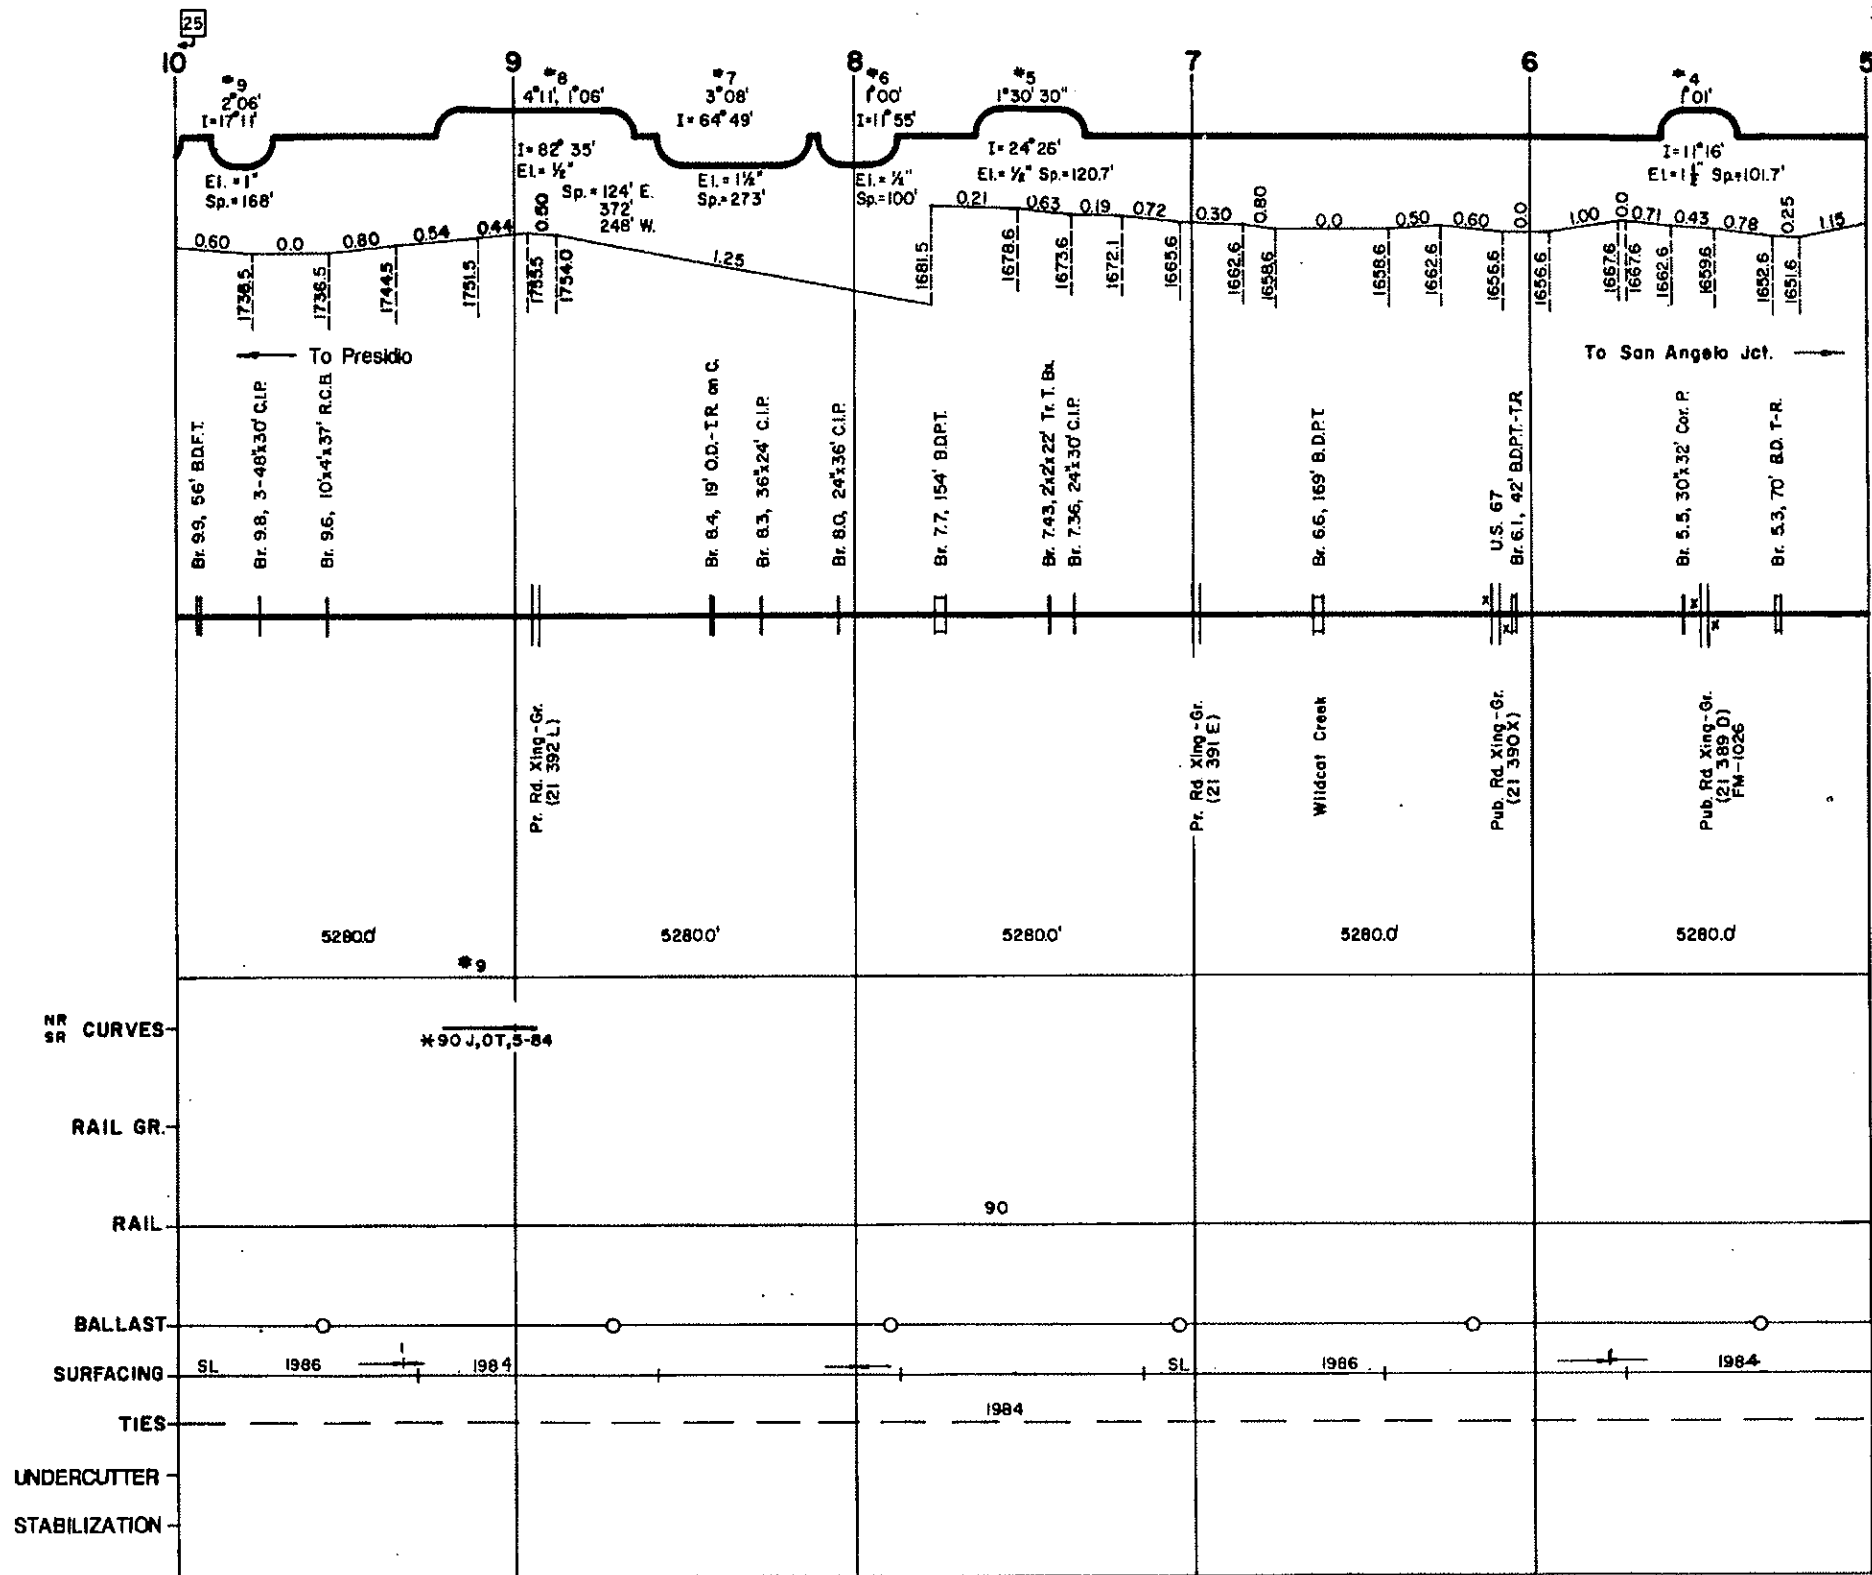 25
10 9 8 7 6 5
#9
2°06'
I=17°11'
El. = 1"
Sp.=168'
#8
4°11', 1°06'
I=82° 35'
El.= ½"
Sp.= 124' E.
372'
248' W.
#7
3°08'
I=64°49'
El.= 1½"
Sp.=273'
#6
1°00'
I=11°55'
El.= ½"
Sp.=100'
#5
1°30'30"
I=24°26'
El.= ½" Sp.=120.7'
#4
1°01'
I=11°16'
El.=1½" Sp.=101.7'
0.60 0.0 0.80 0.54 0.44 0.50 1.25 0.21 0.63 0.19 0.72 0.30 0.80 0.0 0.50 0.60 0.0 1.00 0.0 0.71 0.43 0.78 0.25 1.15
1736.5 1736.5 1744.5 1751.5 1754.0 1681.5 1678.6 1673.6 1672.1 1665.6 1662.6 1658.6 1658.6 1662.6 1656.6 1656.6 1667.6 1667.6 1662.6 1659.6 1652.6 1651.6
To Presidio
To San Angelo Jct.
Br. 9.9, 56' B.D.F.T.
Br. 9.8, 3-48"x30' C.I.P.
Br. 9.6, 10'x4'x37' R.C.B.
Br. 8.4, 19' O.D.-T.R. on C.
Br. 8.3, 36"x24' C.I.P.
Br. 8.0, 24"x36' C.I.P.
Br. 7.7, 154' B.D.P.T.
Br. 7.43, 2'x2'x22' Tr. T. Bx.
Br. 7.36, 24"x30' C.I.P.
Br. 6.6, 169' B.D.P.T.
U.S. 67
Br. 6.1, 42' B.D.P.T.-T.R.
Br. 5.5, 30"x32' Cor. P.
Br. 5.3, 70' B.D. T-R.
x x x x
Pr. Rd. Xing-Gr.
(21 392 L)
Pr. Rd. Xing-Gr.
(21 391 E)
Wildcat Creek
Pub. Rd. Xing-Gr.
(21 390 X)
Pub. Rd. Xing-Gr.
(21 389 D)
FM-1026
5280.0' 5280.0' 5280.0' 5280.0' 5280.0'
#9
NR
SR CURVES
*90 J, OT, 5-84
RAIL GR.
RAIL 90
BALLAST
SURFACING SL 1986 1984 SL 1986 1984
TIES 1984
UNDERCUTTER
STABILIZATION